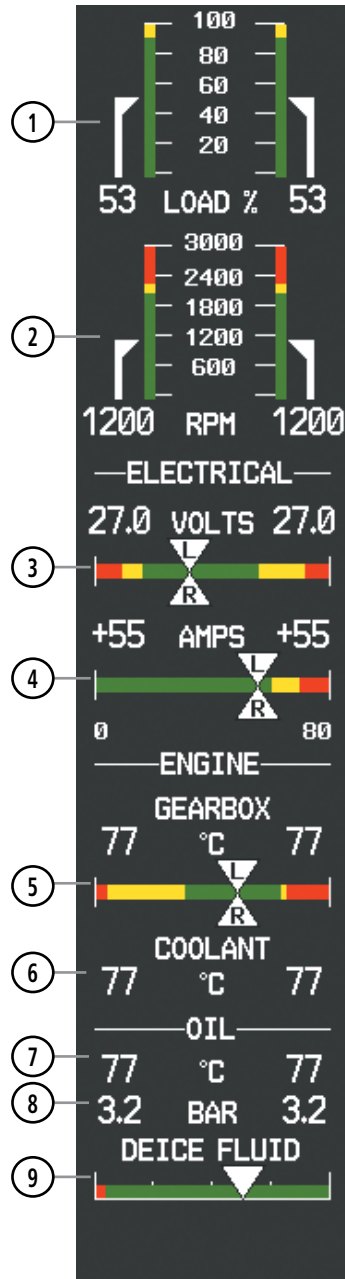 100
80
60
1
40
20
53 LOAD % 53
3000
2400
1800
2
1200
600
1200 RPM 1200
ELECTRICAL
27.0 VOLTS 27.0
L
3
R
+55 AMPS +55
L
4
R
0 80
ENGINE
GEARBOX
77 °C 77
L
5
R
COOLANT
6
77 °C 77
OIL
7
77 °C 77
8
3.2 BAR 3.2
DEICE FLUID
9